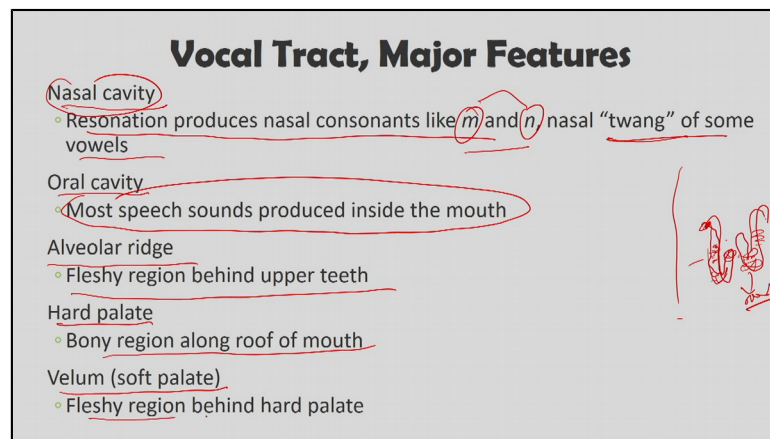 Vocal Tract, Major Features
Nasal cavity
Resonation produces nasal consonants like m and n, nasal “twang” of some
vowels
Oral cavity
Most speech sounds produced inside the mouth
Alveolar ridge
Fleshy region behind upper teeth
Hard palate
Bony region along roof of mouth
Velum (soft palate)
Fleshy region behind hard palate